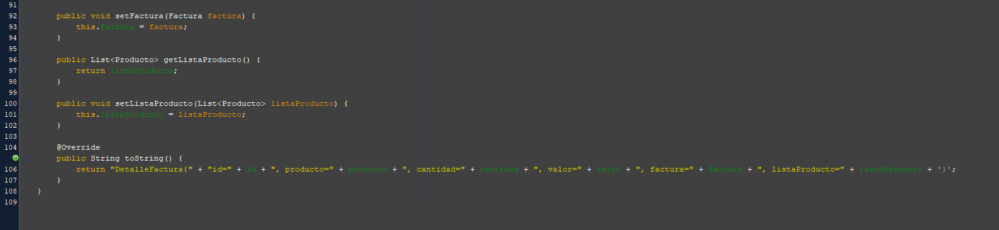 91
92 public void setFactura(Factura factura) {
93 this.factura = factura;
94 }
95
96 public List<Producto> getListaProducto() {
97 return listaProducto;
98 }
99
100 public void setListaProducto(List<Producto> listaProducto) {
101 this.listaProducto = listaProducto;
102 }
103
104 @Override
public String toString() {
106 return "DetalleFactura{" + "id=" + id + ", producto=" + producto + ", cantidad=" + cantidad + ", valor=" + valor + ", factura=" + factura + ", listaProducto=" + listaProducto + '}';
107 }
108 }
109